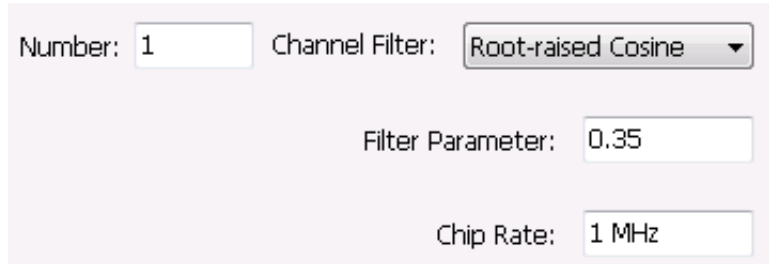 Number: 1 Channel Filter: Root-raised Cosine
Filter Parameter: 0.35
Chip Rate: 1 MHz